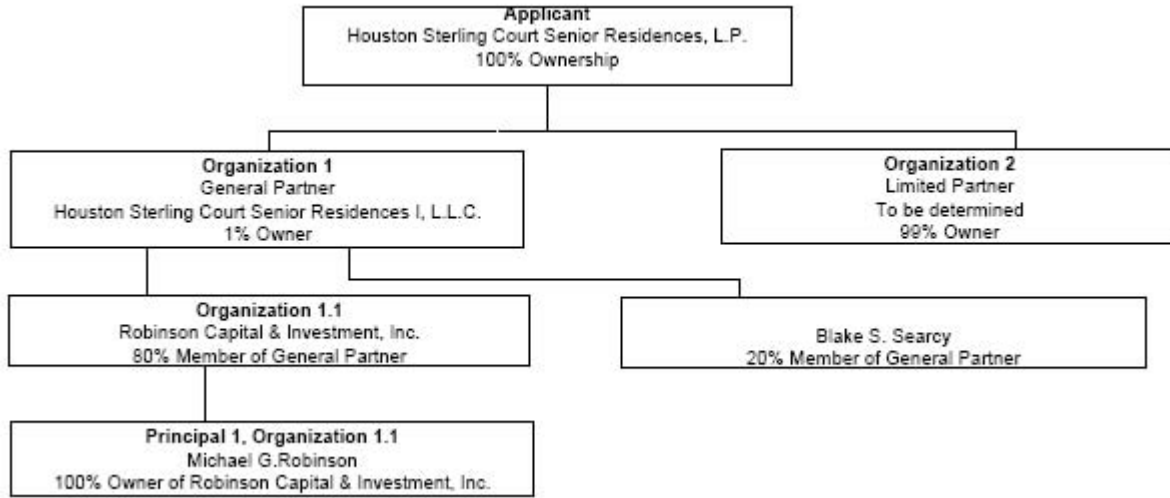 Applicant
Houston Sterling Court Senior Residences, L.P.
100% Ownership
Organization 1
General Partner
Houston Sterling Court Senior Residences I, L.L.C.
1% Owner
Organization 2
Limited Partner
To be determined
99% Owner
Organization 1.1
Robinson Capital & Investment, Inc.
80% Member of General Partner
Blake S. Searcy
20% Member of General Partner
Principal 1, Organization 1.1
Michael G.Robinson
100% Owner of Robinson Capital & Investment, Inc.